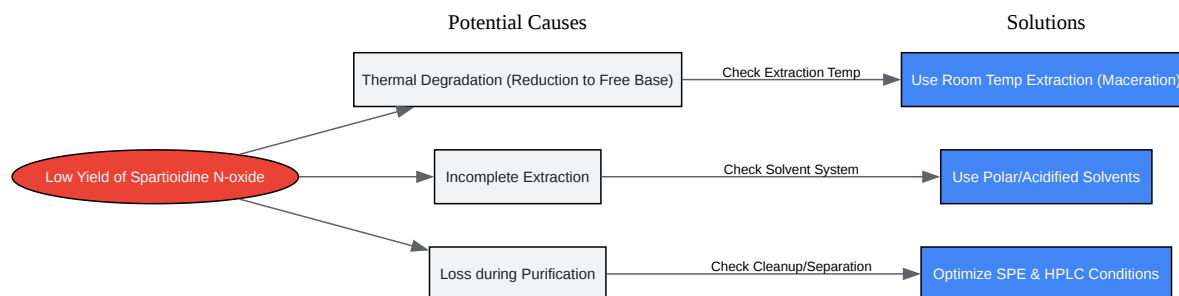 Potential Causes
Solutions
Thermal Degradation (Reduction to Free Base)
Check Extraction Temp
Use Room Temp Extraction (Maceration)
Low Yield of Spartioidine N-oxide
Incomplete Extraction
Check Solvent System
Use Polar/Acidified Solvents
Loss during Purification
Check Cleanup/Separation
Optimize SPE & HPLC Conditions